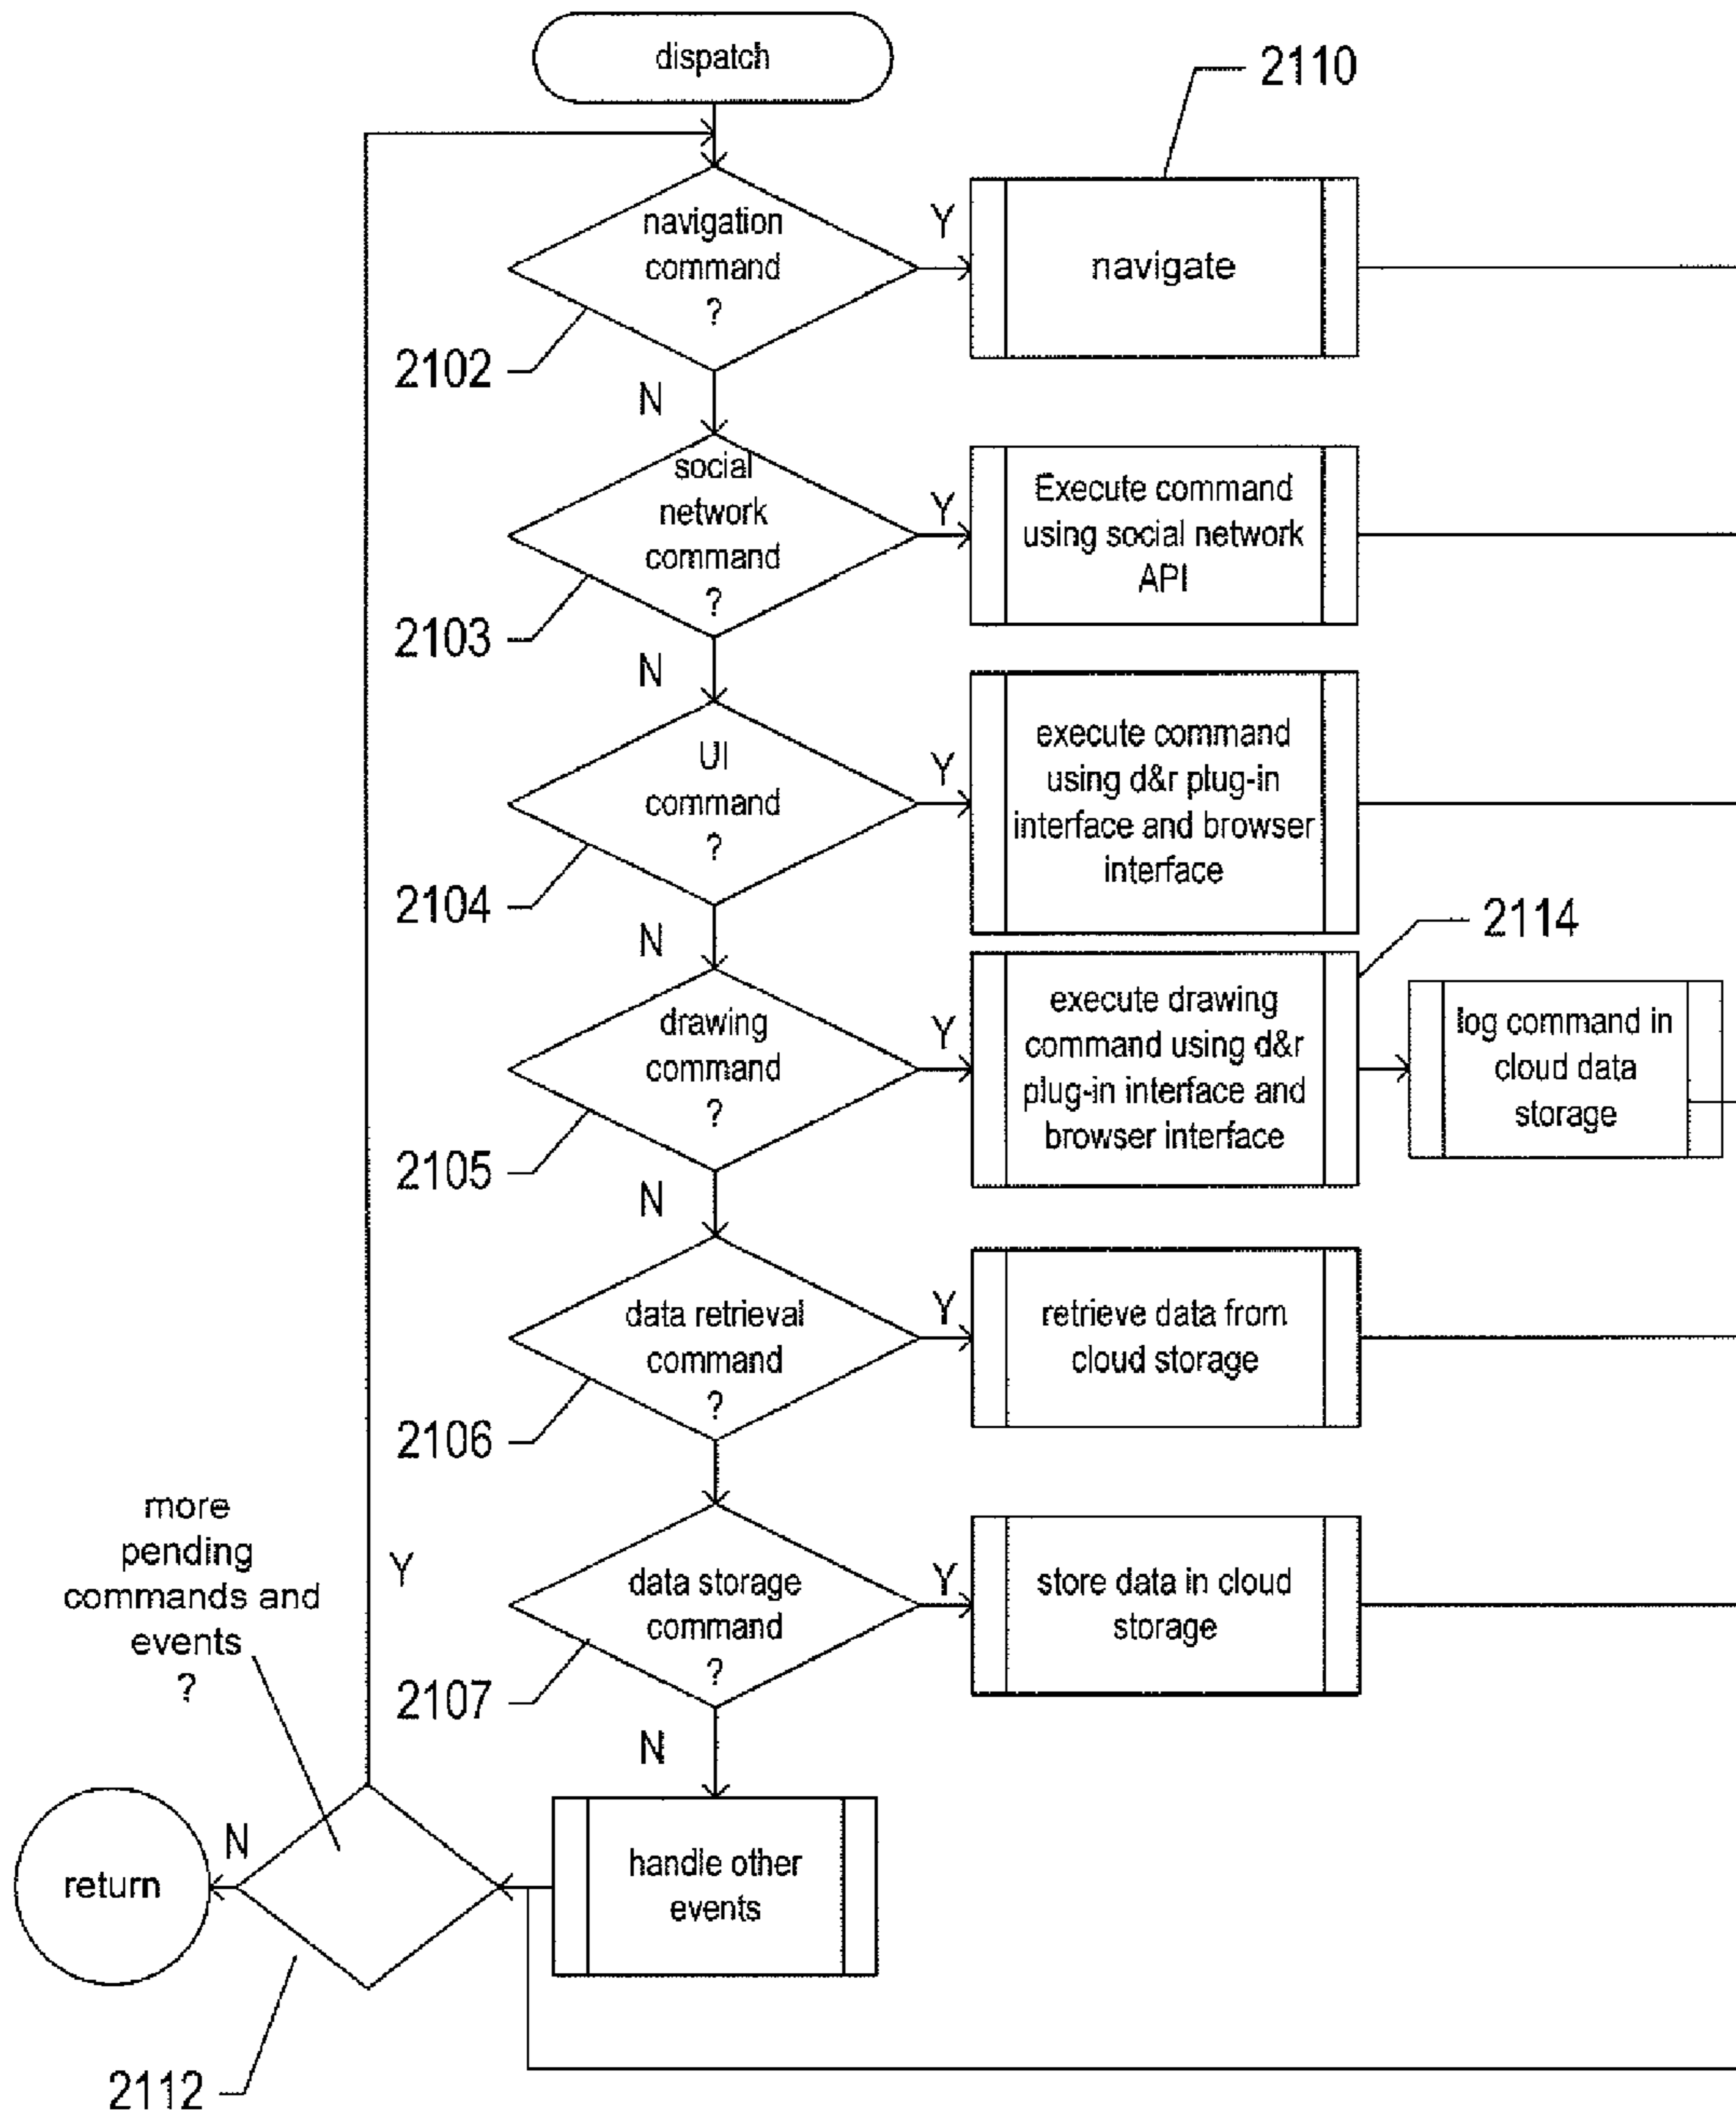 dispatch
2110
navigation
command
?
Y
navigate
2102
N
social
network
command
?
Y
Execute command
using social network
API
2103
N
UI
command
?
Y
execute command
using d&r plug-in
interface and browser
interface
2104
N
2114
drawing
command
?
Y
execute drawing
command using d&r
plug-in interface and
browser interface
log command in
cloud data
storage
2105
N
data retrieval
command
?
Y
retrieve data from
cloud storage
2106
more
pending
commands and
events
?
Y
data storage
command
?
Y
store data in cloud
storage
2107
N
return
N
handle other
events
2112